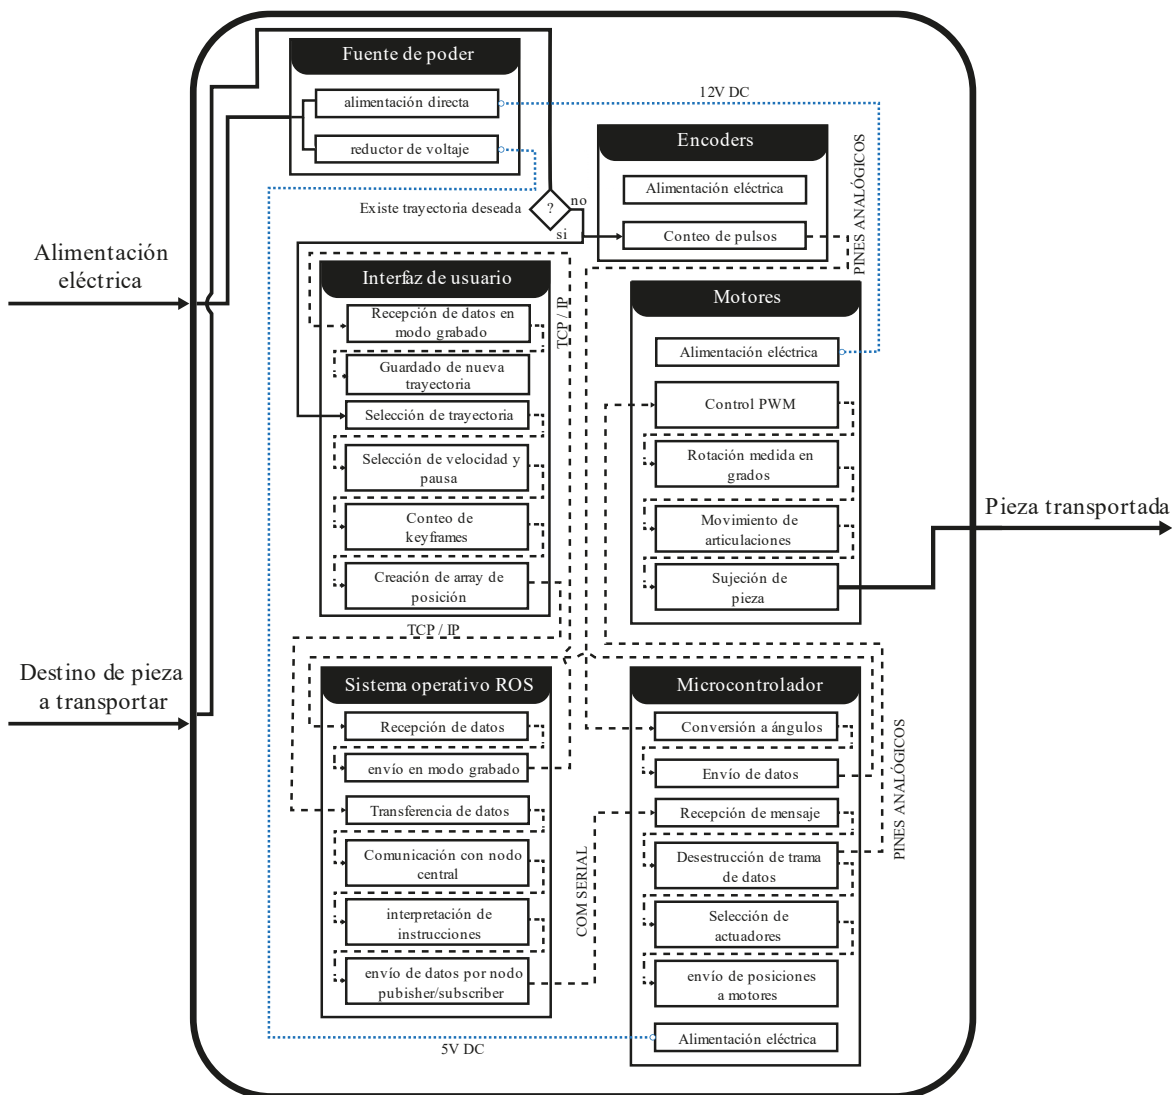 Alimentación
eléctrica
Destino de pieza
a transportar
Fuente de poder
alimentación directa
reductor de voltaje
12V DC
Existe trayectoria deseada
?
no
si
Encoders
Alimentación eléctrica
Conteo de pulsos
PINES ANALÓGICOS
Interfaz de usuario
Recepción de datos en
modo grabado
Guardado de nueva
trayectoria
Selección de trayectoria
Selección de velocidad y
pausa
Conteo de
keyframes
Creación de array de
posición
TCP / IP
TCP / IP
Motores
Alimentación eléctrica
Control PWM
Rotación medida en
grados
Movimiento de
articulaciones
Sujeción de
pieza
Pieza transportada
Sistema operativo ROS
Recepción de datos
envío en modo grabado
Transferencia de datos
Comunicación con nodo
central
interpretación de
instrucciones
envío de datos por nodo
pubisher/subscriber
COM SERIAL
Microcontrolador
Conversión a ángulos
Envío de datos
Recepción de mensaje
Desestrucción de trama
de datos
Selección de
actuadores
envío de posiciones
a motores
Alimentación eléctrica
PINES ANALÓGICOS
5V DC